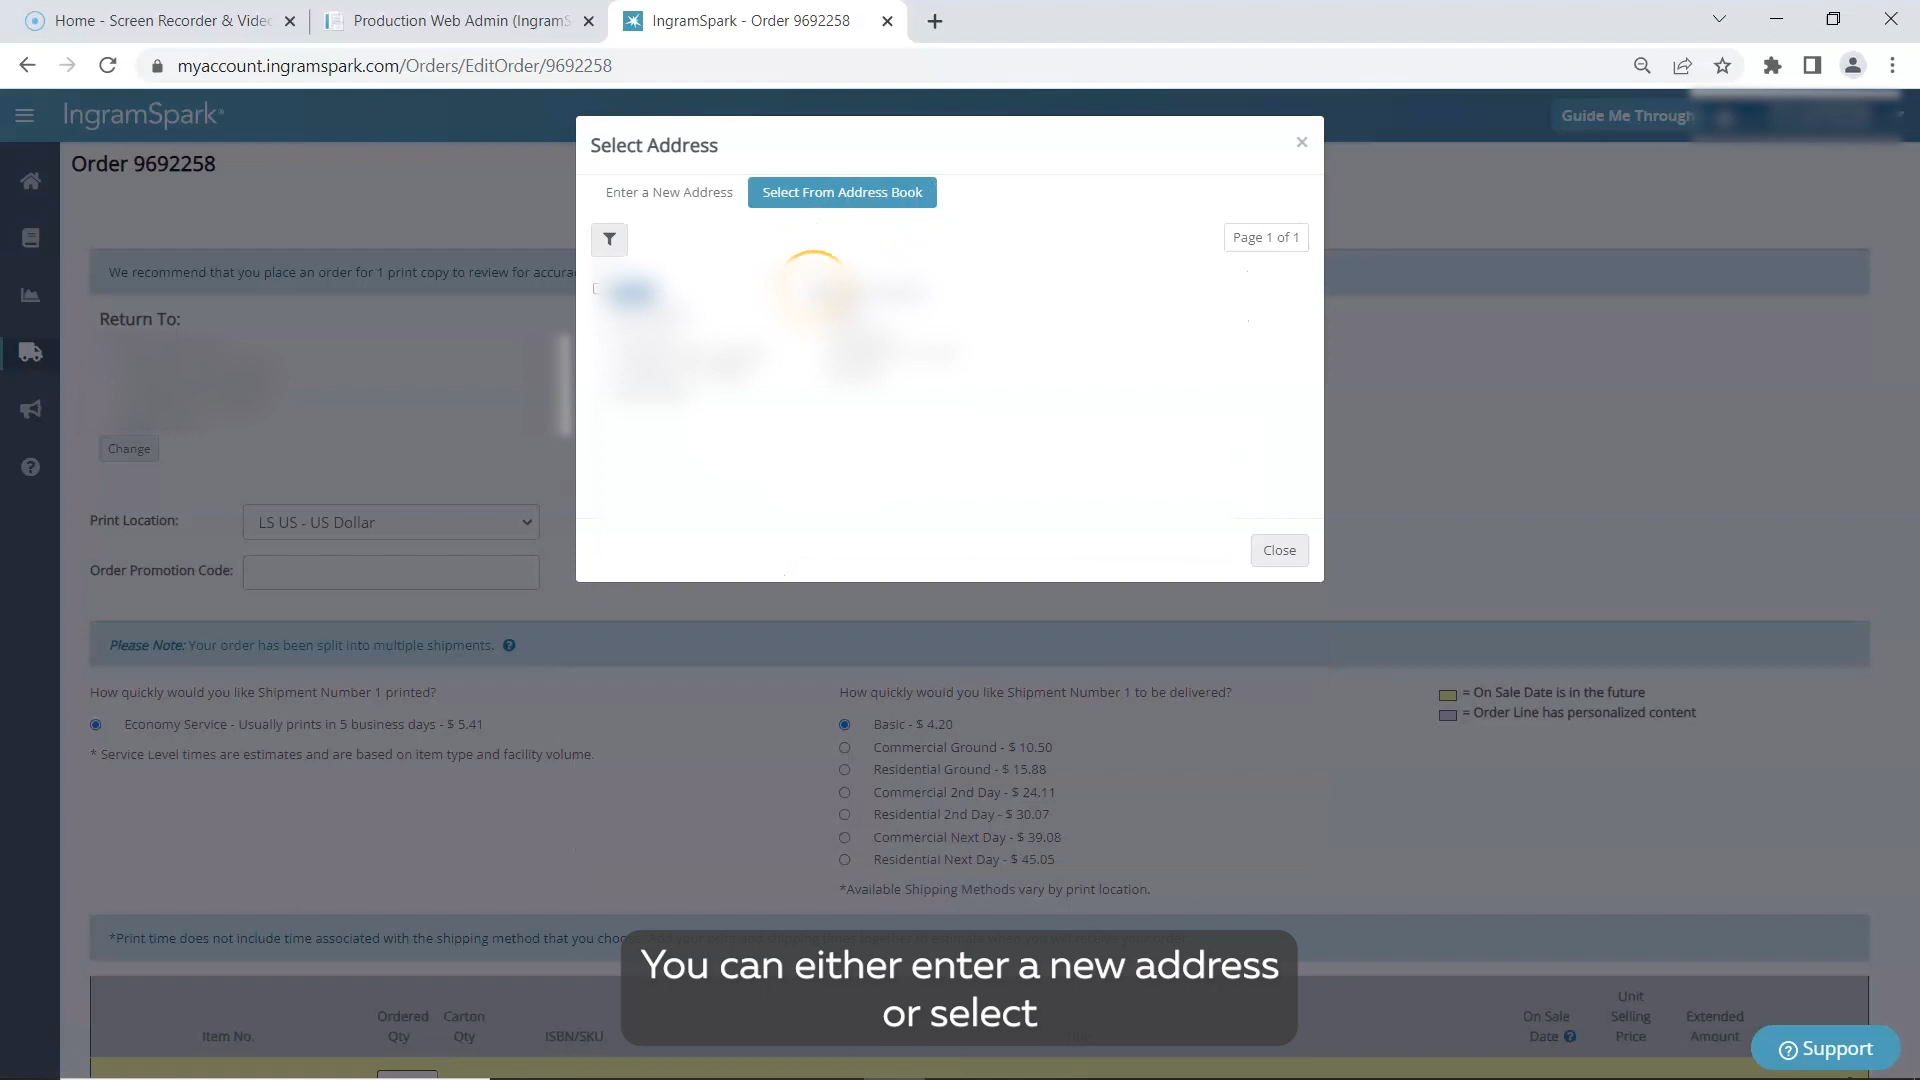 Home - Screen Recorder & Vide
Production Web Admin (IngramS
IngramSpark - Order 9692258
myaccount.ingramspark.com/Orders/EditOrder/9692258
IngramSpark
Guide Me Through
Order 9692258
Select Address
Enter a New Address
Select From Address Book
Page 1 of 1
We recommend that you place an order for 1 print copy to review for accura
Return To:
Change
Print Location:
LS US - US Dollar
Order Promotion Code:
Close
Please Note: Your order has been split into multiple shipments.
How quickly would you like Shipment Number 1 printed?
Economy Service - Usually prints in 5 business days - $ 5.41
* Service Level times are estimates and are based on item type and facility volume.
How quickly would you like Shipment Number 1 to be delivered?
Basic - $ 4.20
Commercial Ground - $ 10.50
Residential Ground - $ 15.88
Commercial 2nd Day - $ 24.11
Residential 2nd Day - $ 30.07
Commercial Next Day - $ 39.08
Residential Next Day - $ 45.05
*Available Shipping Methods vary by print location.
= On Sale Date is in the future
= Order Line has personalized content
*Print time does not include time associated with the shipping method that you choo
You can either enter a new address
or select
Item No.
Ordered Qty
Carton Qty
ISBN/SKU
On Sale Date
Unit Selling Price
Extended Amount
Support